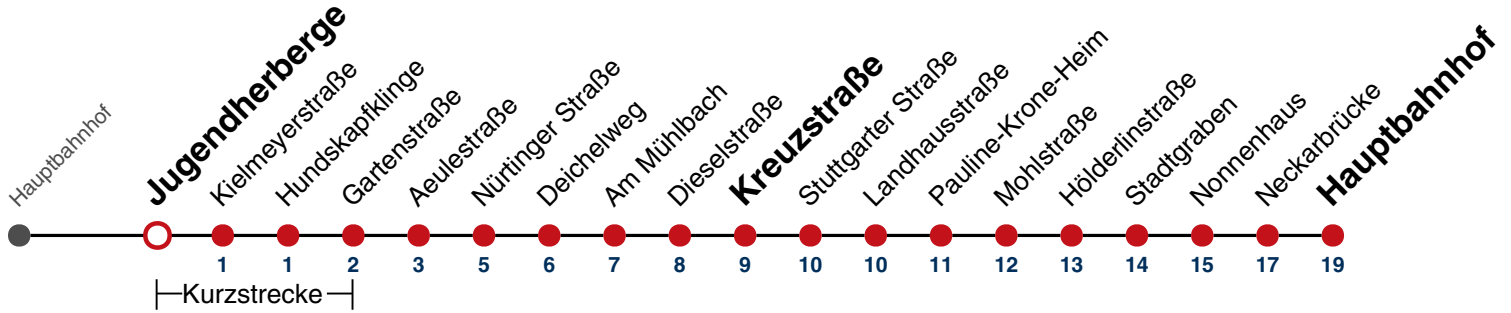 Hauptbahnhof
Jugendherberge
Kielmeyerstraße
Hundskapfklinge
Gartenstraße
Aeulestraße
Nürtinger Straße
Deichelweg
Am Mühlbach
Dieselstraße
Kreuzstraße
Stuttgarter Straße
Landhausstraße
Pauline-Krone-Heim
Mohlstraße
Hölderlinstraße
Stadtgraben
Nonnenhaus
Neckarbrücke
Hauptbahnhof
1 1 2 3 5 6 7 8 9 10 10 11 12 13 14 15 17 19
Kurzstrecke